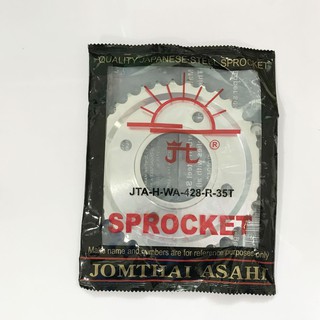 QUALITY JAPANESE STEEL SPROCKET
Jt ®
JTA-H-WA-428-R-35T
SPROCKET
Make name and numbers are for reference purposes only
JOMTHAI ASAHI